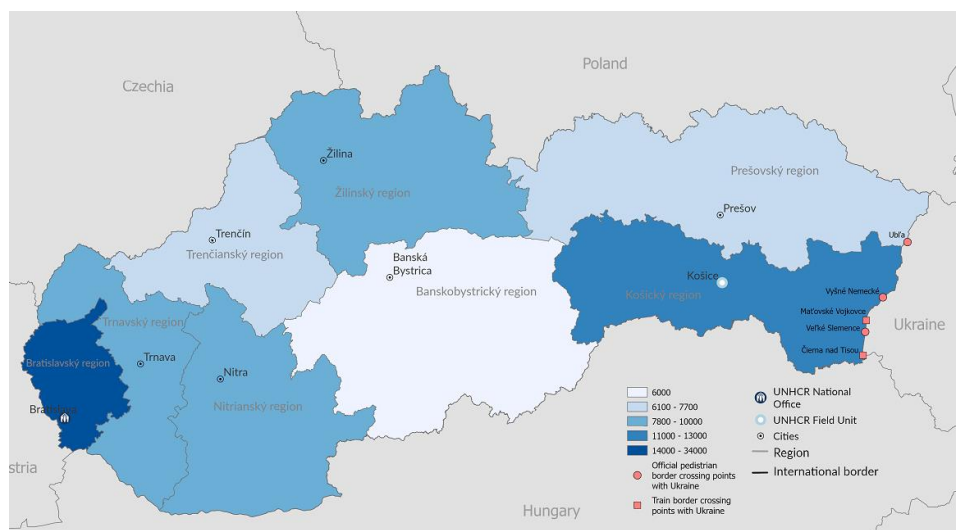 Poland
Czechia
Žilina
Prešovský region
Žilinský region
Prešov
Trenčín
Ubľa
Trenčianský region
Banská
Bystrica
Košice
Banskobystrický region
Košický region
Vyšné Nemecké
Maťovské Vojkovce
Trnavský region
Ukraine
Veľké Slemence
Čierna nad Tisou
Bratislavský region
Trnava
Nitra
Nitrianský region
6000
6100 - 7700
7800 - 10000
11000 - 13000
14000 - 34000
Official pedistrian
border crossing points
with Ukraine
Train border crossing
points with Ukraine
UNHCR National
Office
UNHCR Field Unit
Cities
Region
International border
stria
Hungary